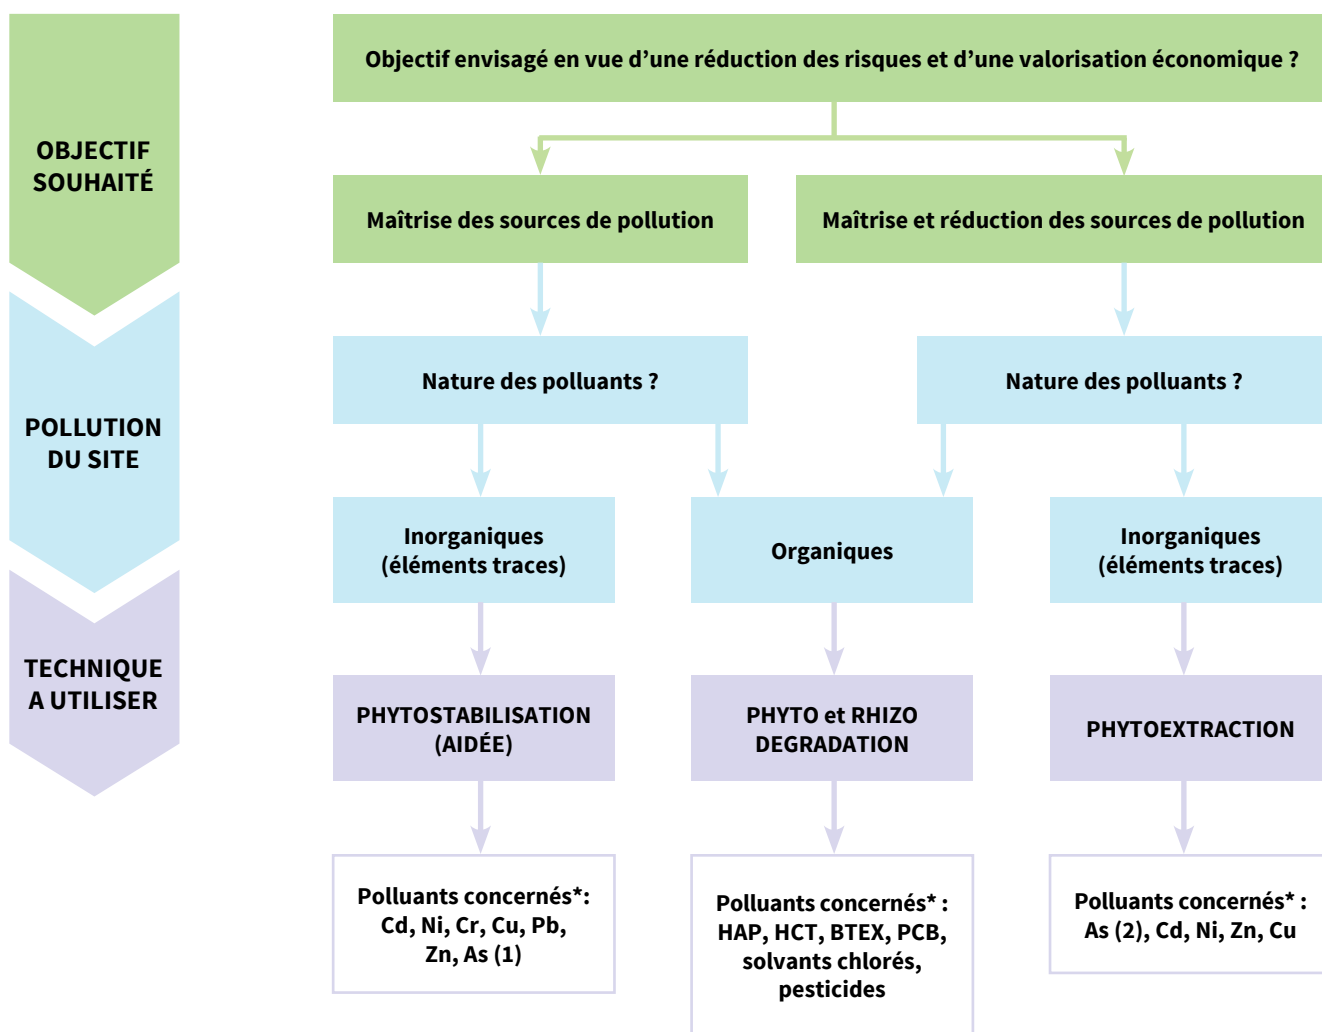 Objectif envisagé en vue d’une réduction des risques et d’une valorisation économique ?
OBJECTIF
SOUHAITÉ
Maîtrise des sources de pollution
Maîtrise et réduction des sources de pollution
POLLUTION
DU SITE
Nature des polluants ?
Nature des polluants ?
Inorganiques
(éléments traces)
Organiques
Inorganiques
(éléments traces)
TECHNIQUE
A UTILISER
PHYTOSTABILISATION
(AIDÉE)
PHYTO et RHIZO
DEGRADATION
PHYTOEXTRACTION
Polluants concernés*:
Cd, Ni, Cr, Cu, Pb,
Zn, As (1)
Polluants concernés* :
HAP, HCT, BTEX, PCB,
solvants chlorés,
pesticides
Polluants concernés* :
As (2), Cd, Ni, Zn, Cu